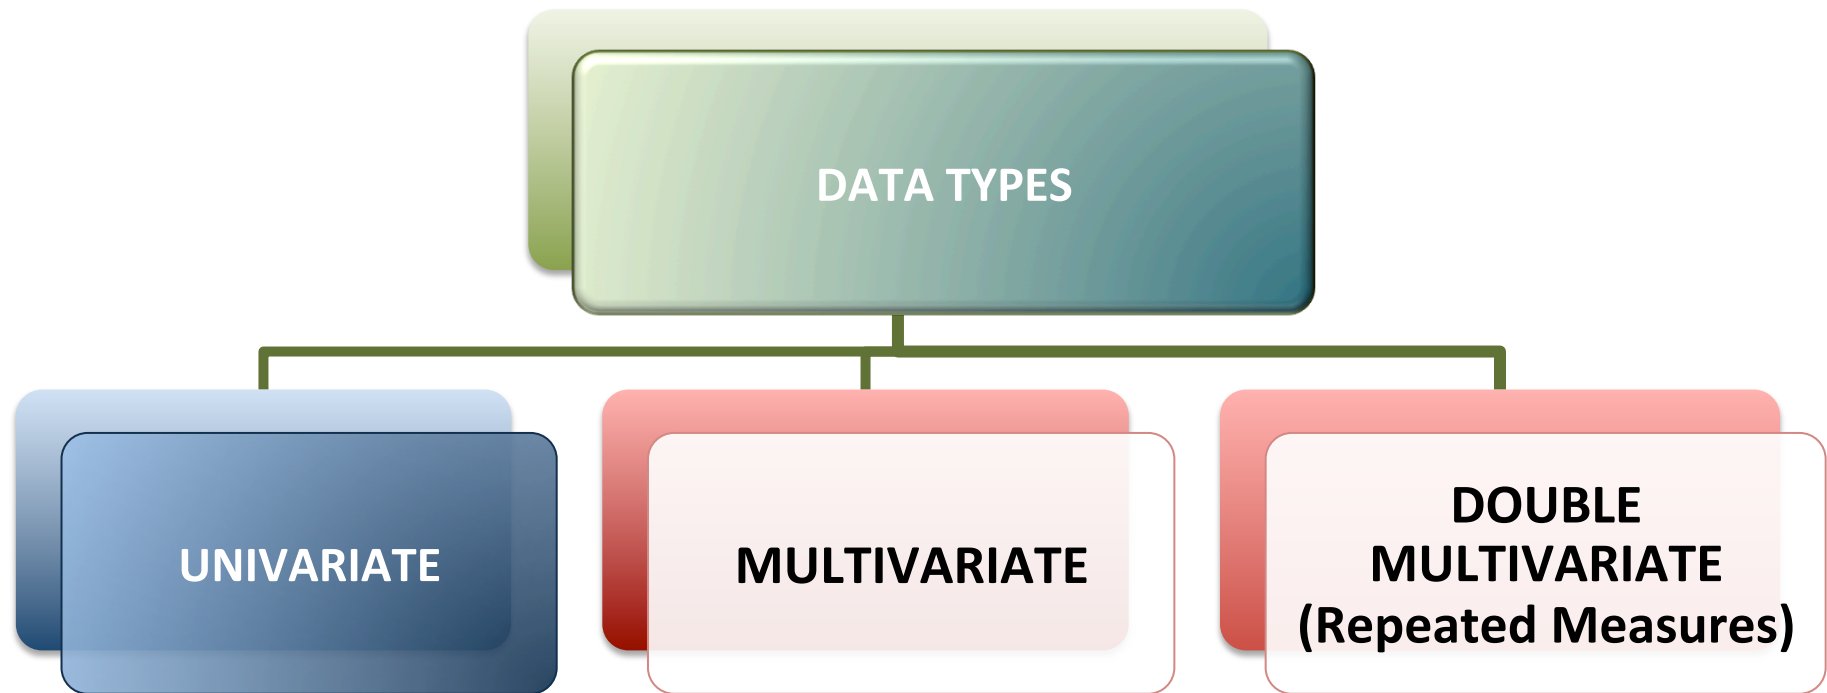 DATA TYPES
UNIVARIATE
MULTIVARIATE
DOUBLE
MULTIVARIATE
(Repeated Measures)